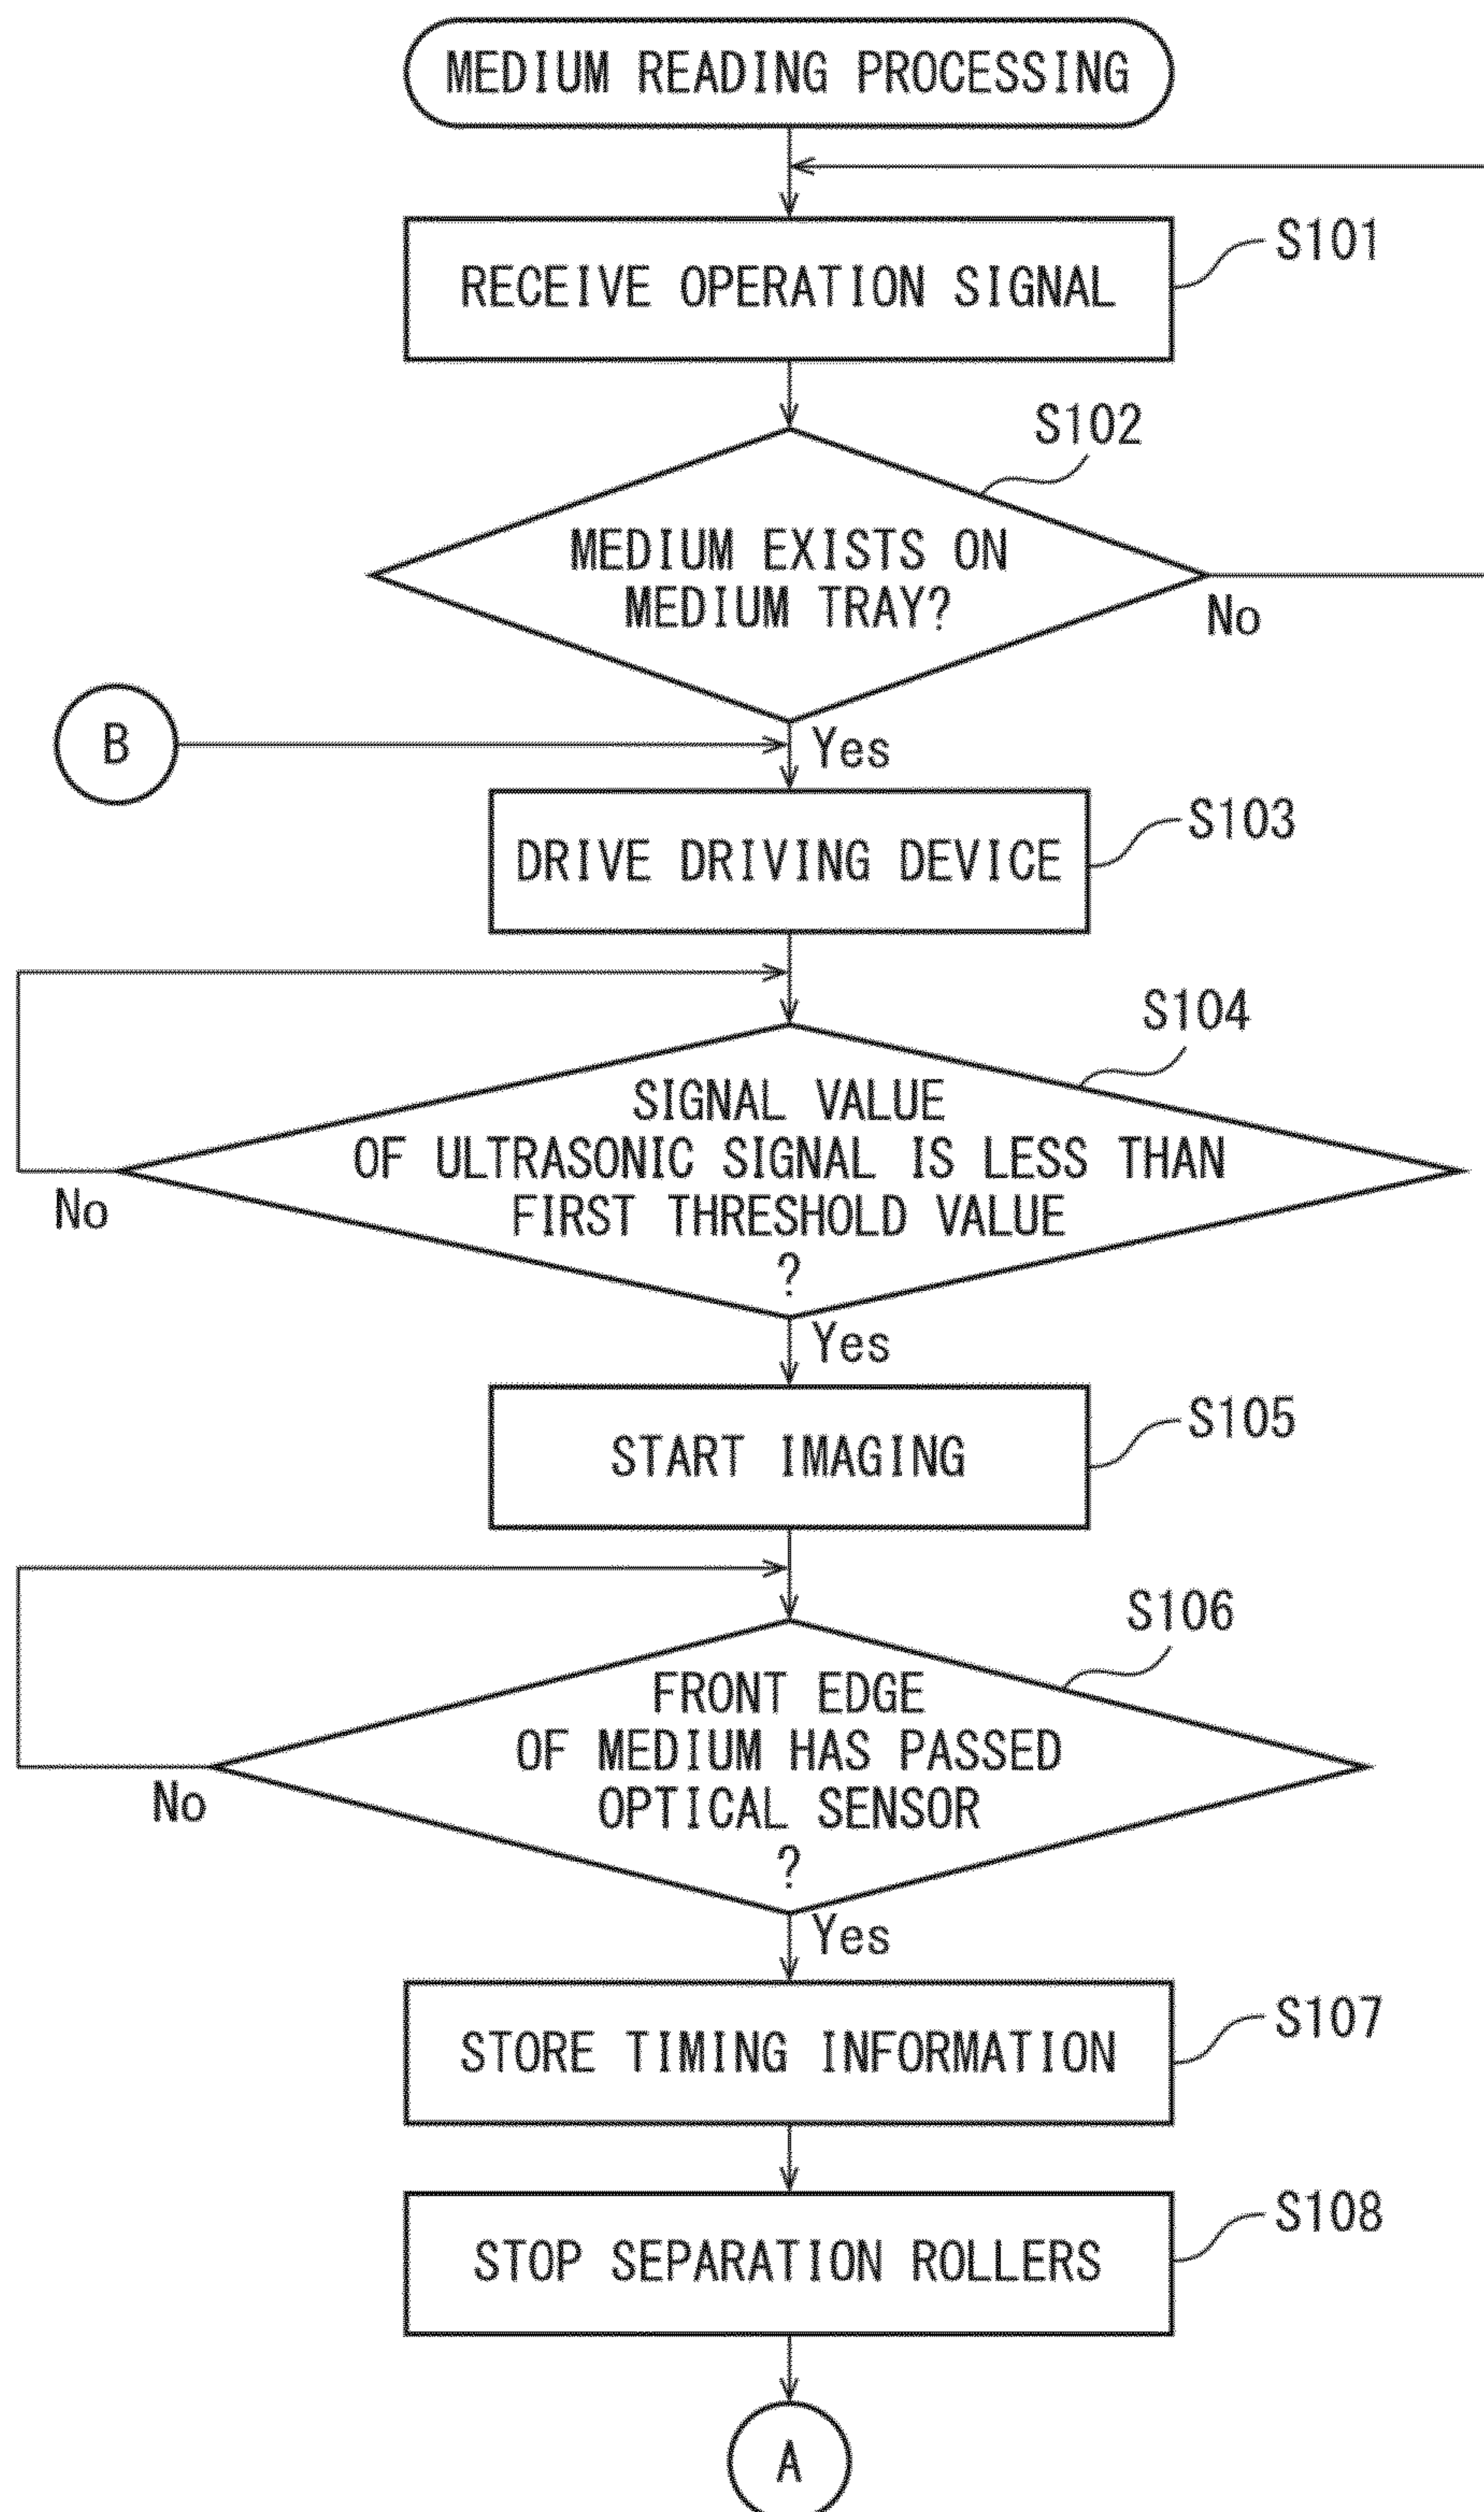 MEDIUM READING PROCESSING
RECEIVE OPERATION SIGNAL
S101
S102
MEDIUM EXISTS ON
MEDIUM TRAY?
No
B
Yes
DRIVE DRIVING DEVICE
S103
S104
SIGNAL VALUE
OF ULTRASONIC SIGNAL IS LESS THAN
FIRST THRESHOLD VALUE
?
No
Yes
START IMAGING
S105
S106
FRONT EDGE
OF MEDIUM HAS PASSED
OPTICAL SENSOR
?
No
Yes
STORE TIMING INFORMATION
S107
STOP SEPARATION ROLLERS
S108
A